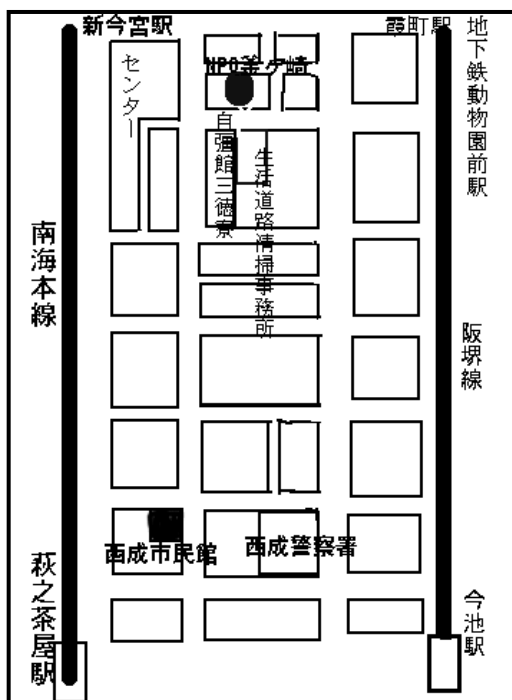 新今宮駅
霞町駅
地下鉄動物園前駅
NPO釜ヶ崎
センター
自彊館三徳寮
生活道路清掃事務所
南海本線
阪堺線
西成市民館
西成警察署
萩之茶屋駅
今池駅